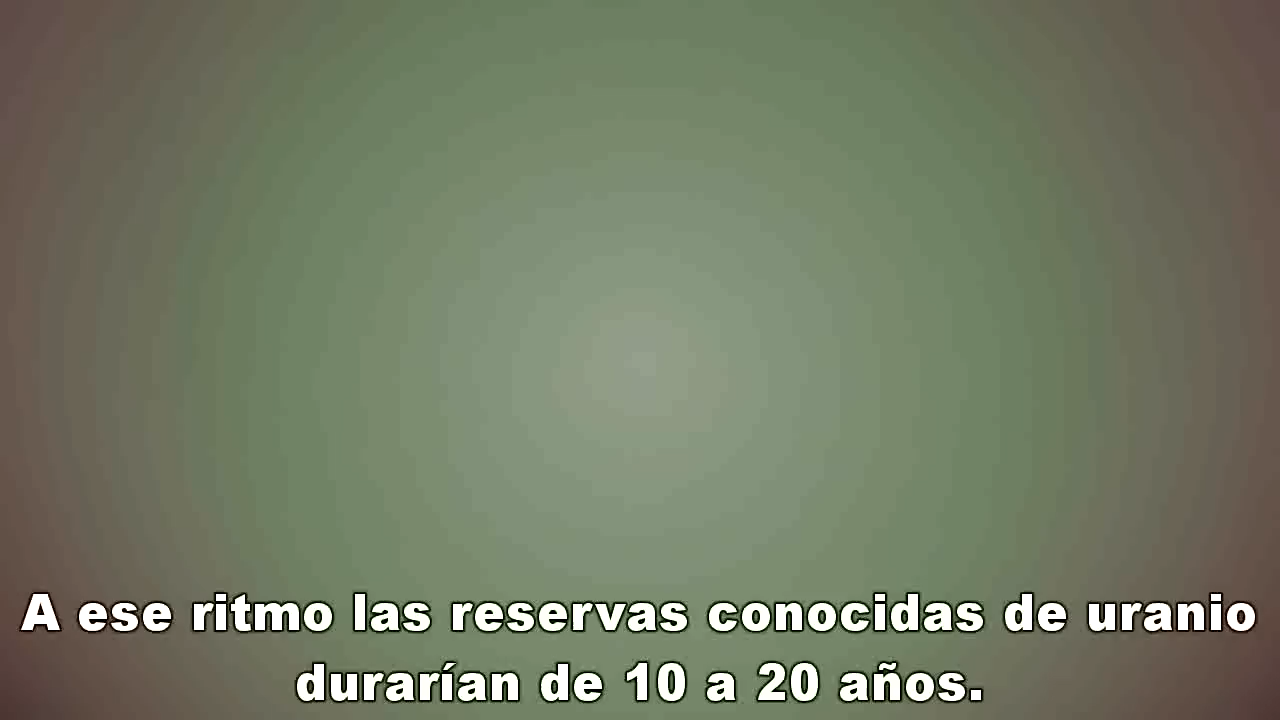 A ese ritmo las reservas conocidas de uranio
durarían de 10 a 20 años.